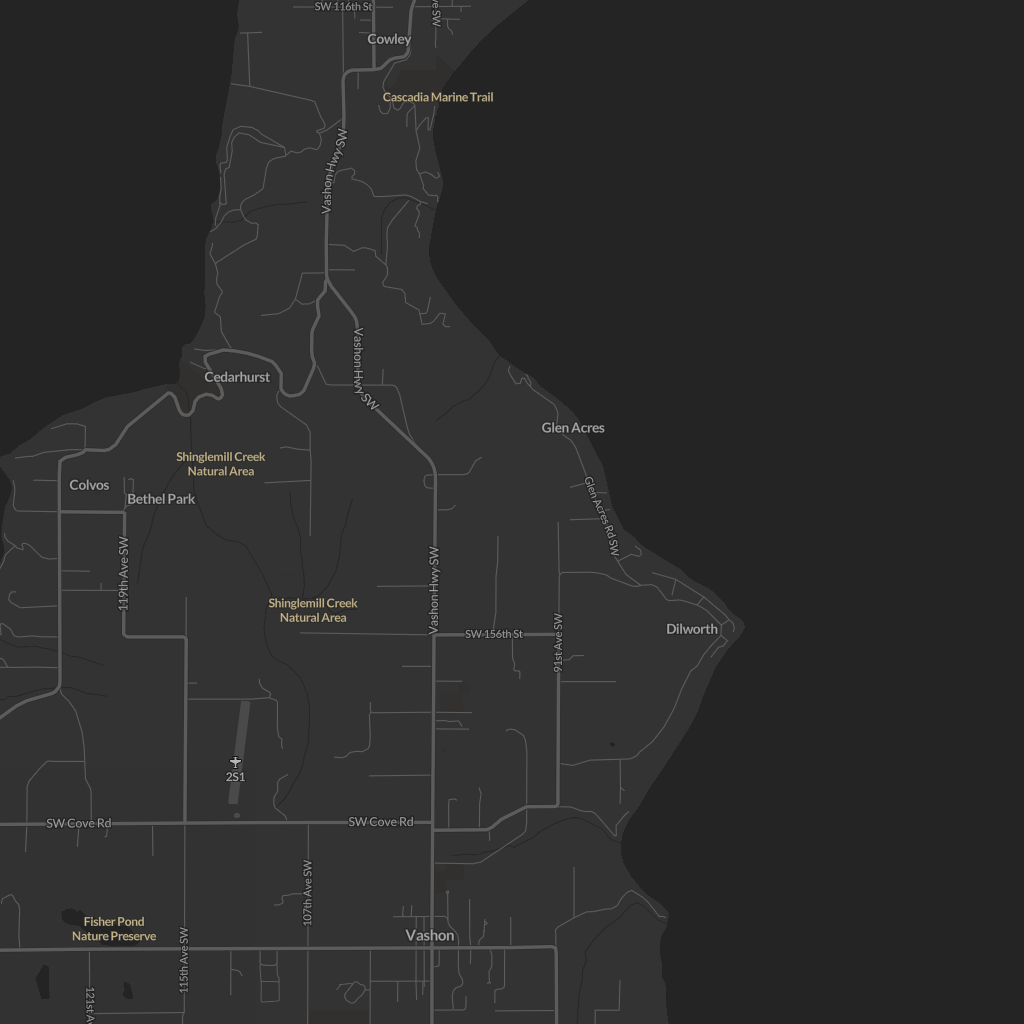 SW 116th St
ve SW
Cowley
Cascadia Marine Trail
Vashon Hwy SW
Vashon Hwy SW
Cedarhurst
Glen Acres
Shinglemill Creek
Natural Area
Colvos
Bethel Park
Glen Acres Rd SW
119th Ave SW
Vashon Hwy SW
Shinglemill Creek
Natural Area
SW 156th St
91st Ave SW
Dilworth
2S1
SW Cove Rd
SW Cove Rd
107th Ave SW
Fisher Pond
Nature Preserve
Vashon
115th Ave SW
121st A